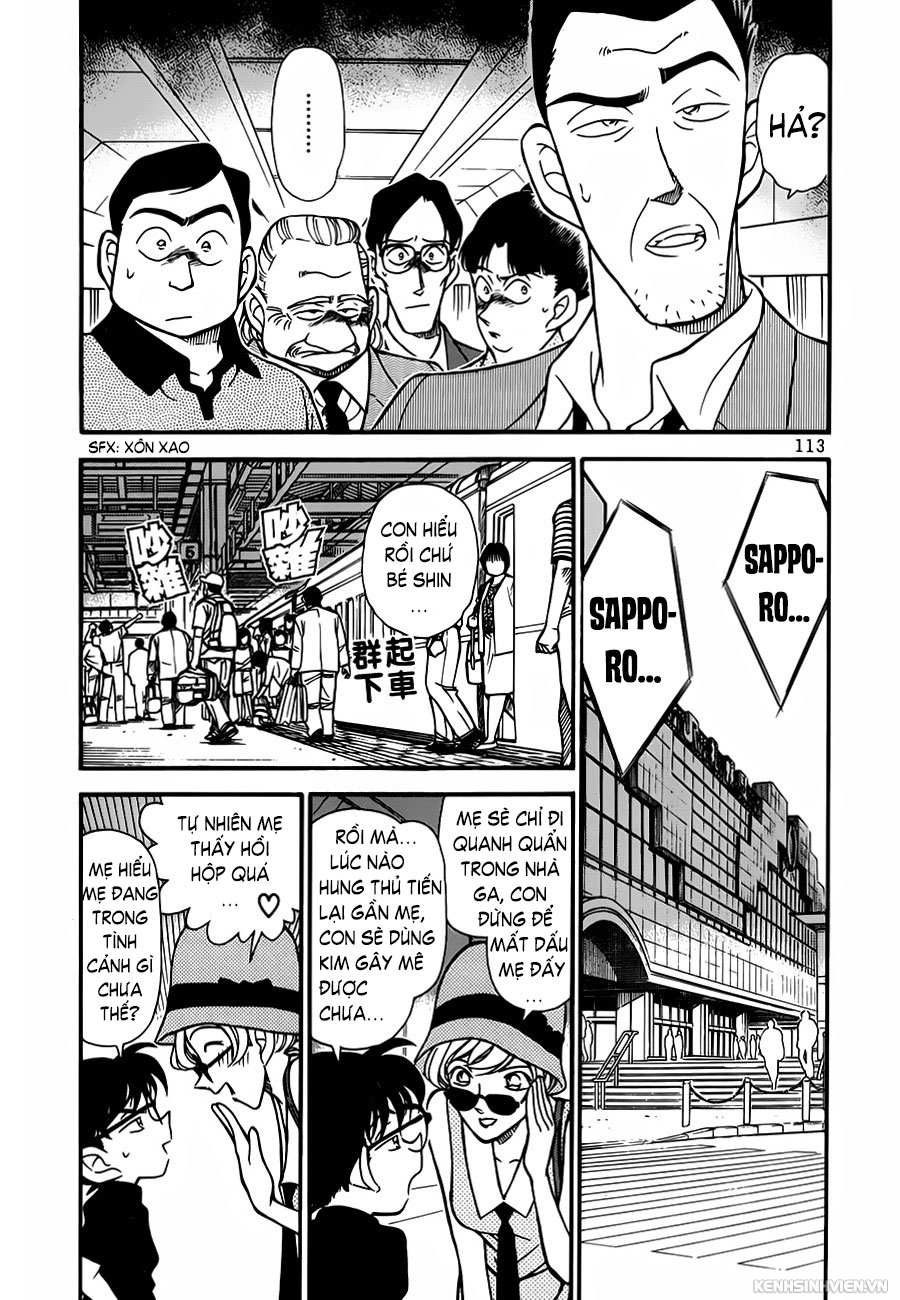 HẢ?
.........
SFX: XÔN XAO
113
SAPPO-
RO...
SAPPO-
RO...
CON HIỂU
RỒI CHỨ
BÉ SHIN
...
吵雜
吵雜
5
群起
下車
MẸ SẼ CHỈ ĐI
QUANH QUẨN
TRONG NHÀ
GA, CON
ĐỪNG ĐỂ
MẤT DẤU
MẸ ĐẤY
...
RỒI MÀ...
LÚC NÀO
HUNG THỦ TIẾN
LẠI GẦN MẸ,
CON SẼ DÙNG
KIM GÂY MÊ
ĐƯỢC
CHƯA...
TỰ NHIÊN MẸ
THẤY HỒI
HỘP QUÁ
... ♡
MẸ HIỂU
MẸ ĐANG
TRONG
TÌNH
CẢNH GÌ
CHƯA
THẾ?
KENHSINHVIEN.VN